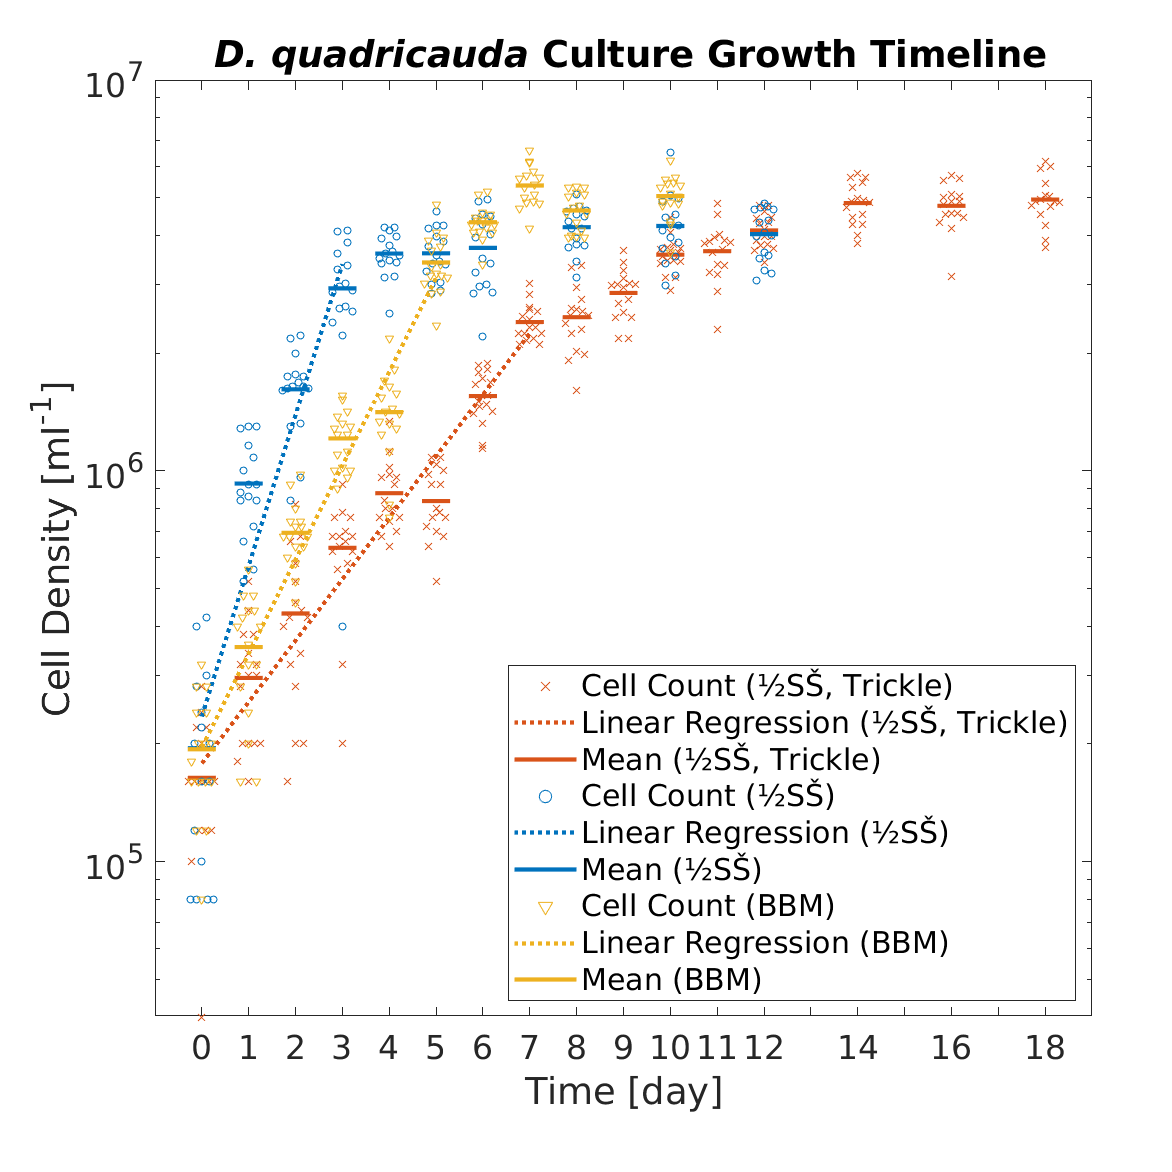 D. quadricauda Culture Growth Timeline
10^7
10^6
10^5
Cell Density [ml^-1]
Cell Count (½SŠ, Trickle)
Linear Regression (½SŠ, Trickle)
Mean (½SŠ, Trickle)
Cell Count (½SŠ)
Linear Regression (½SŠ)
Mean (½SŠ)
Cell Count (BBM)
Linear Regression (BBM)
Mean (BBM)
0 1 2 3 4 5 6 7 8 9 10 11 12 14 16 18
Time [day]